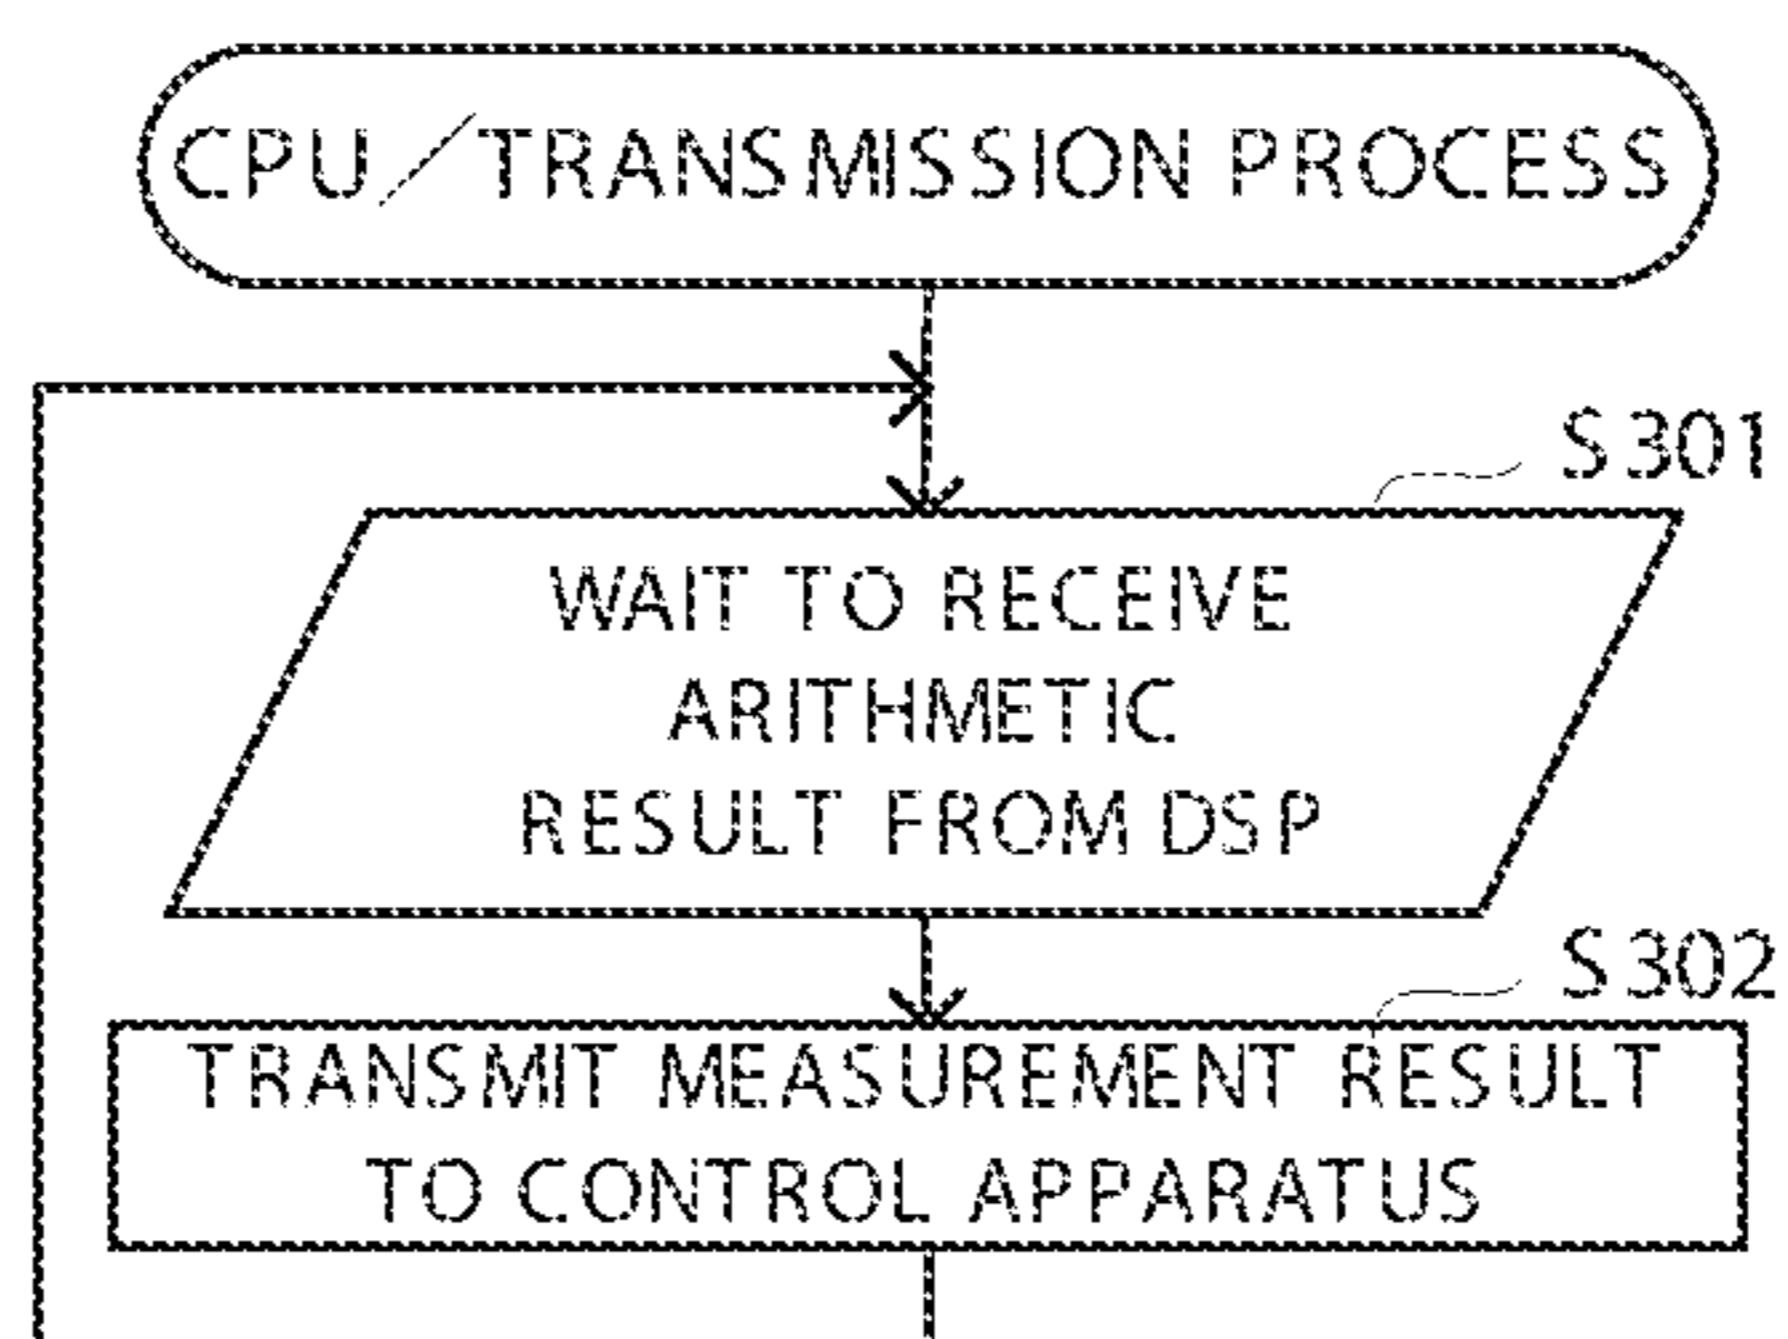 CPU／TRANSMISSION PROCESS
S301
WAIT TO RECEIVE
ARITHMETIC
RESULT FROM DSP
S302
TRANSMIT MEASUREMENT RESULT
TO CONTROL APPARATUS